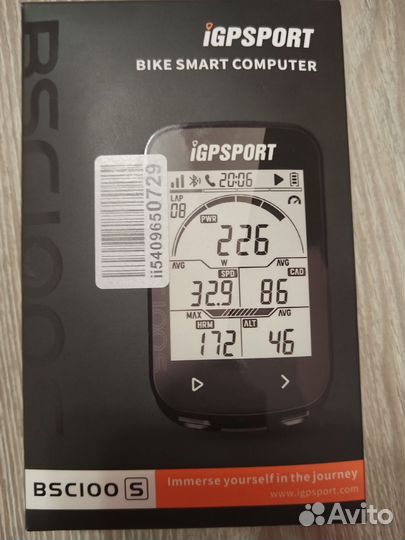 iGPSPORT
BIKE SMART COMPUTER
BSC100S
ii5409650729
iGPSPORT
20:06
LAP
08
PWR
226
AVG W AVG
SPD CAD
32.9 86
MAX AVG
HRM ALT
172 46
BSC100 S
Immerse yourself in the journey
www.igpsport.com
Avito